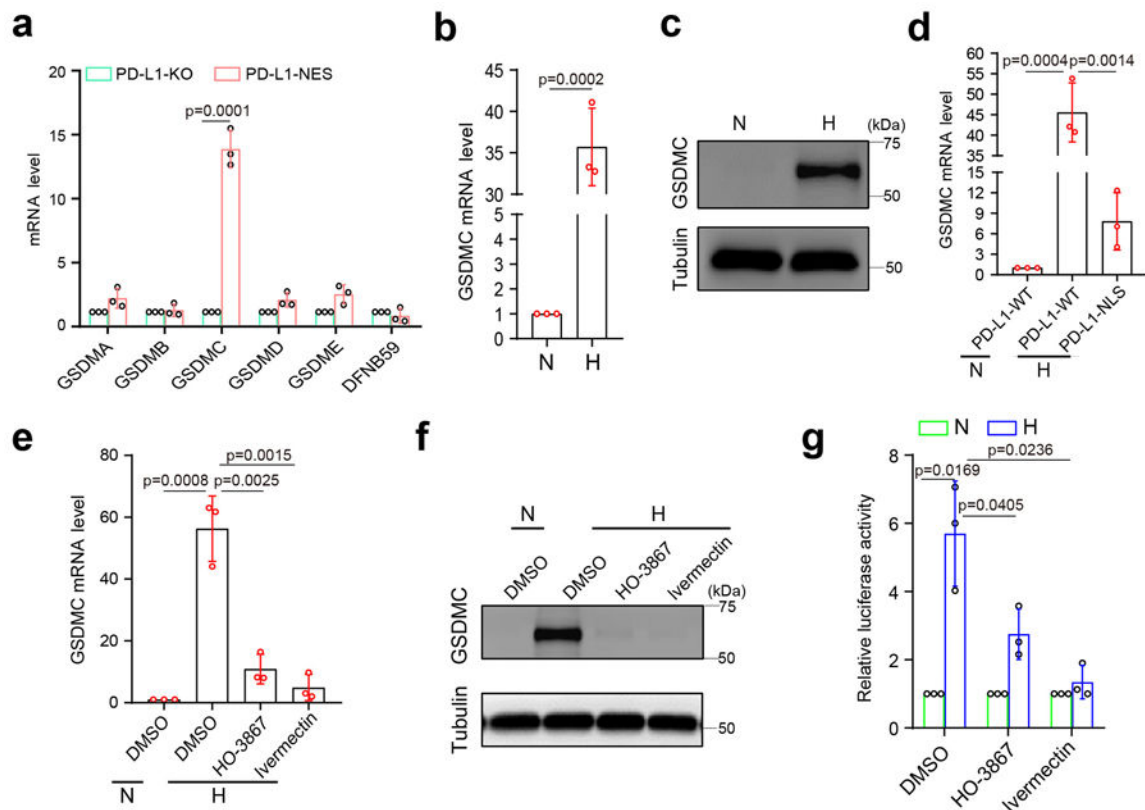 a
PD-L1-KO PD-L1-NES
mRNA level
20
15
10
5
2
0
p=0.0001
GSDMA
GSDMB
GSDMC
GSDMD
GSDME
DFNB59
b
GSDMC mRNA level
45
40
35
30
25
5
4
3
2
1
0
p=0.0002
N H
c
N H (kDa)
GSDMC
75
50
Tubulin
50
d
GSDMC mRNA level
55
50
45
40
35
30
25
20
15
12
9
6
3
0
p=0.0004 p=0.0014
PD-L1-WT
PD-L1-WT
PD-L1-NLS
N H
e
GSDMC mRNA level
80
60
40
20
0
p=0.0015
p=0.0008 p=0.0025
DMSO
DMSO
HO-3867
Ivermectin
N H
f
N H
DMSO
DMSO
HO-3867
Ivermectin
(kDa)
GSDMC
75
50
Tubulin
50
g
N H
Relative luciferase activity
8
6
4
2
0
p=0.0236
p=0.0169
p=0.0405
DMSO
HO-3867
Ivermectin